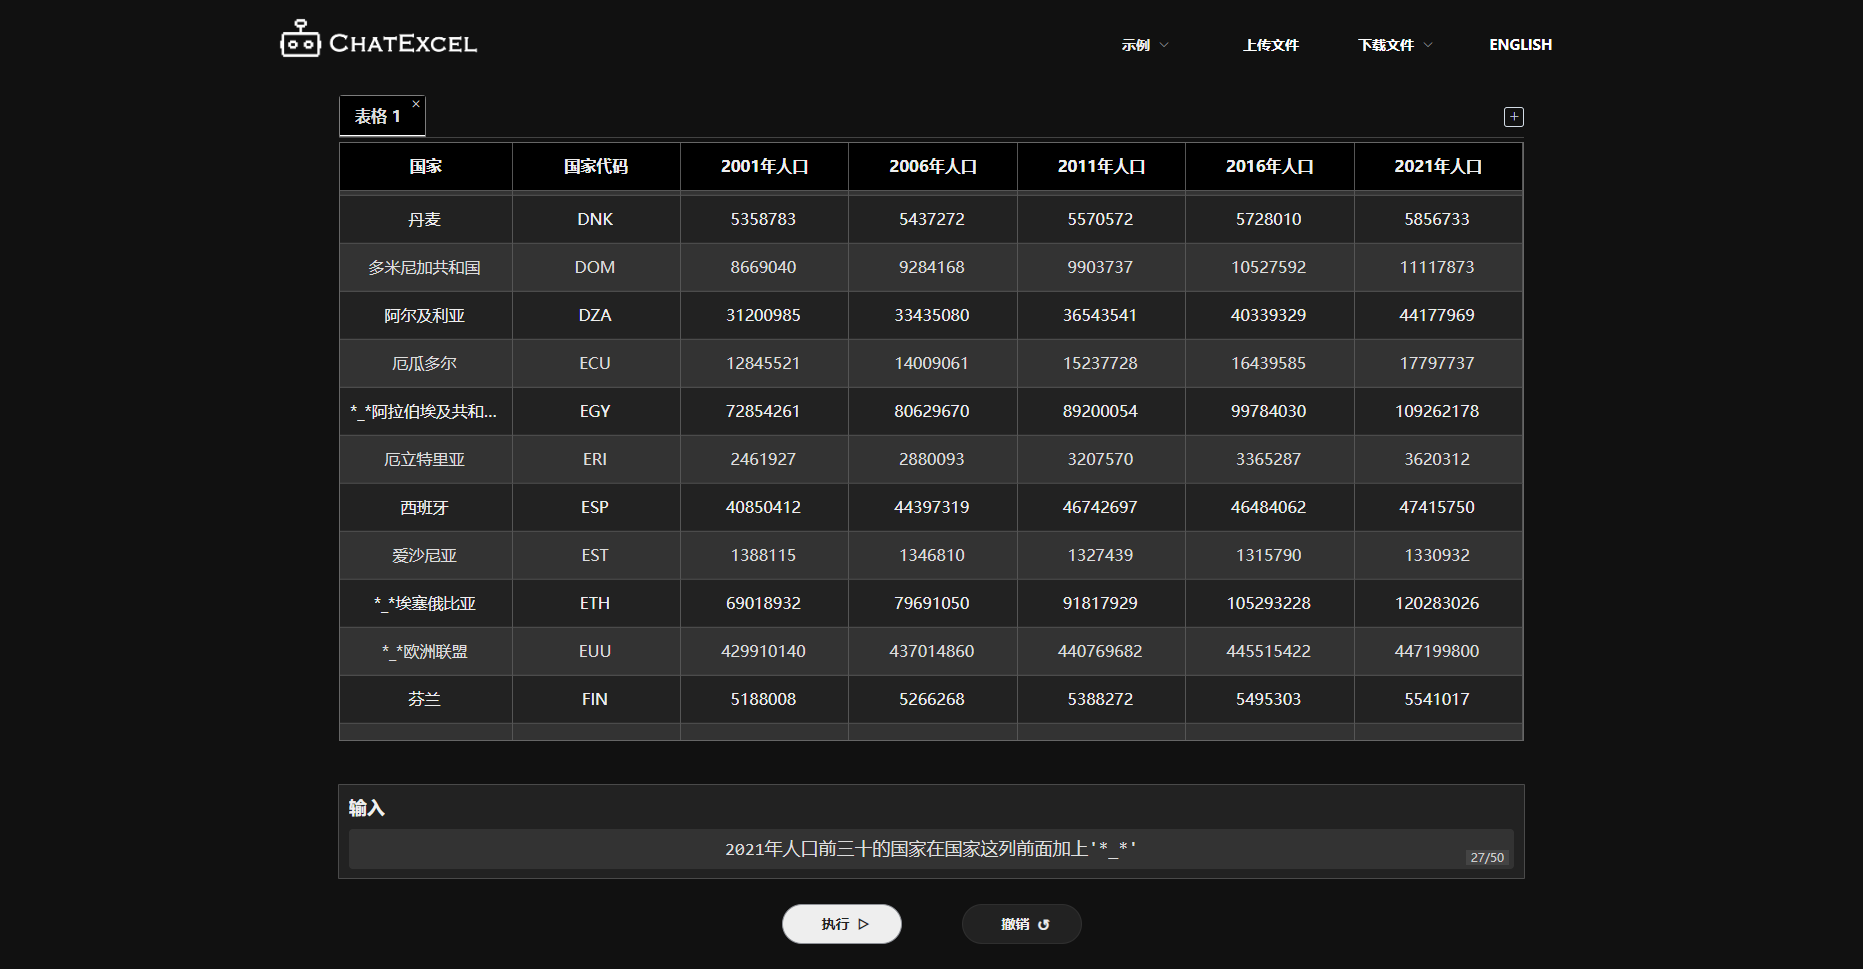 CHATEXCEL
示例 上传文件 下载文件 ENGLISH
表格 1
国家 国家代码 2001年人口 2006年人口 2011年人口 2016年人口 2021年人口
丹麦 DNK 5358783 5437272 5570572 5728010 5856733
多米尼加共和国 DOM 8669040 9284168 9903737 10527592 11117873
阿尔及利亚 DZA 31200985 33435080 36543541 40339329 44177969
厄瓜多尔 ECU 12845521 14009061 15237728 16439585 17797737
*_*阿拉伯埃及共和... EGY 72854261 80629670 89200054 99784030 109262178
厄立特里亚 ERI 2461927 2880093 3207570 3365287 3620312
西班牙 ESP 40850412 44397319 46742697 46484062 47415750
爱沙尼亚 EST 1388115 1346810 1327439 1315790 1330932
*_*埃塞俄比亚 ETH 69018932 79691050 91817929 105293228 120283026
*_*欧洲联盟 EUU 429910140 437014860 440769682 445515422 447199800
芬兰 FIN 5188008 5266268 5388272 5495303 5541017
输入
2021年人口前三十的国家在国家这列前面加上'*_*'
27/50
执行 撤销